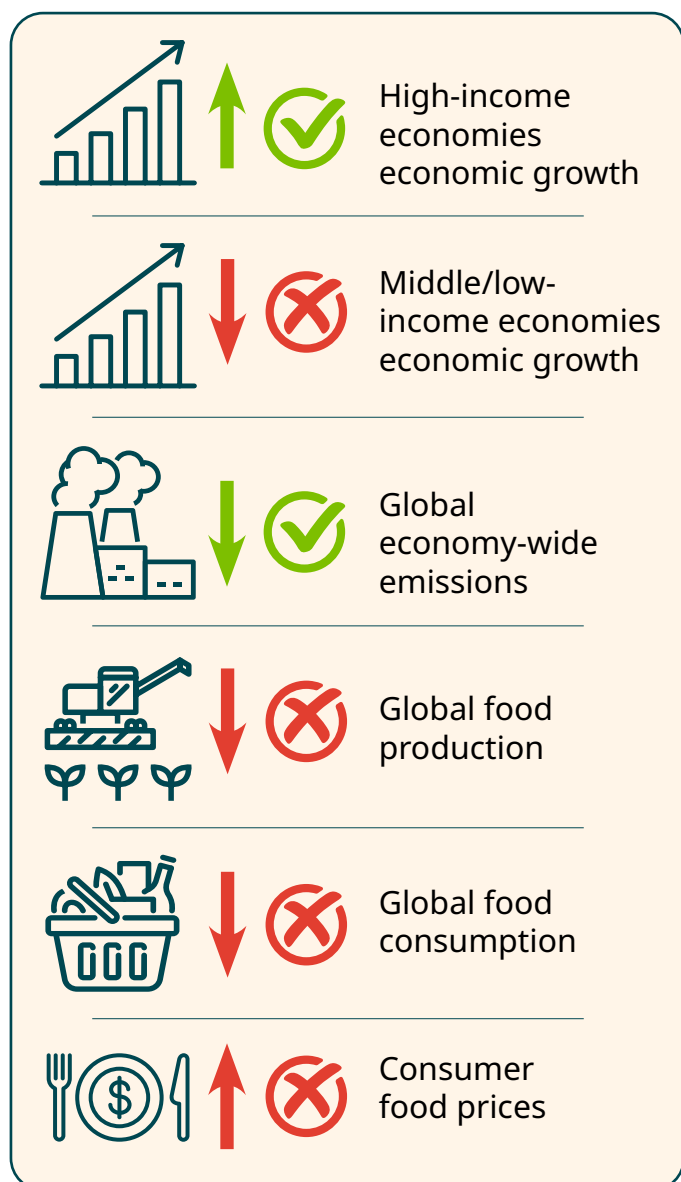 High-income
economies
economic growth
Middle/low-
income economies
economic growth
Global
economy-wide
emissions
Global food
production
Global food
consumption
$
Consumer
food prices